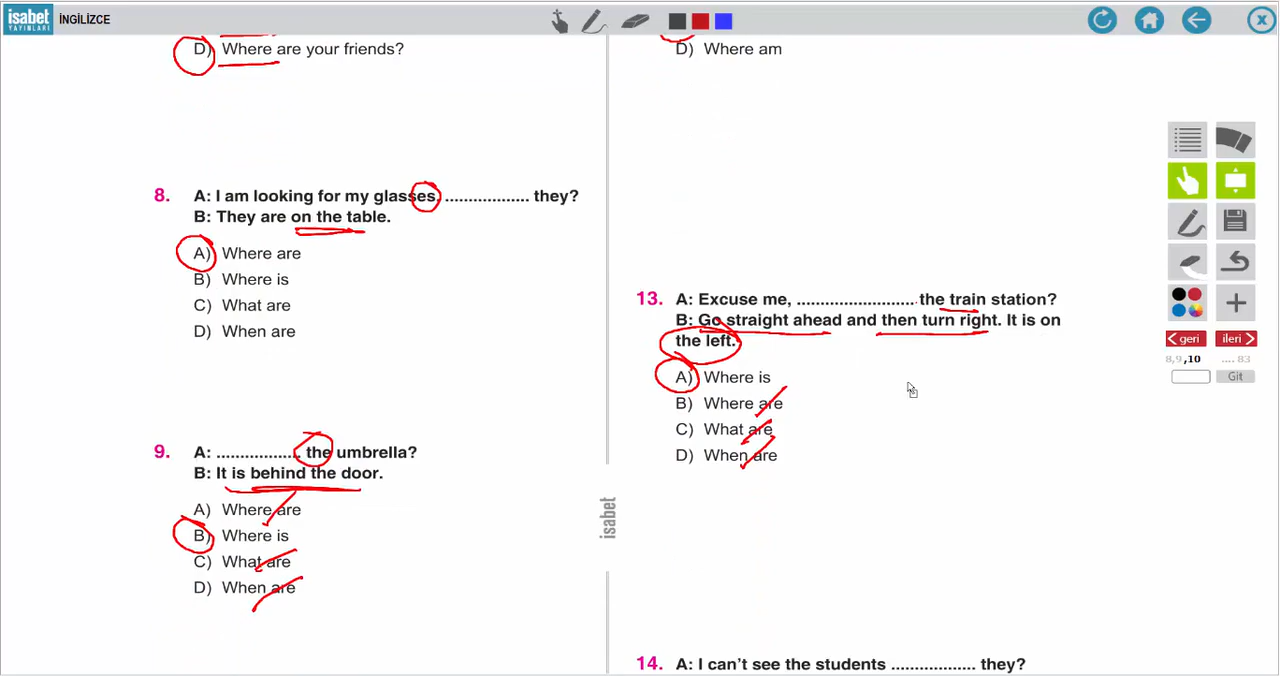 isabet
YAYINLARI
İNGİLİZCE
D) Where are your friends?
8. A: I am looking for my glasses, .................. they?
B: They are on the table.
A) Where are
B) Where is
C) What are
D) When are
9. A: .................. the umbrella?
B: It is behind the door.
A) Where are
B) Where is
C) What are
D) When are
isabet
D) Where am
13. A: Excuse me, ......................... the train station?
B: Go straight ahead and then turn right. It is on
the left.
A) Where is
B) Where are
C) What are
D) When are
14. A: I can't see the students .................. they?
geri
ileri
8,9,10
.... 83
Git